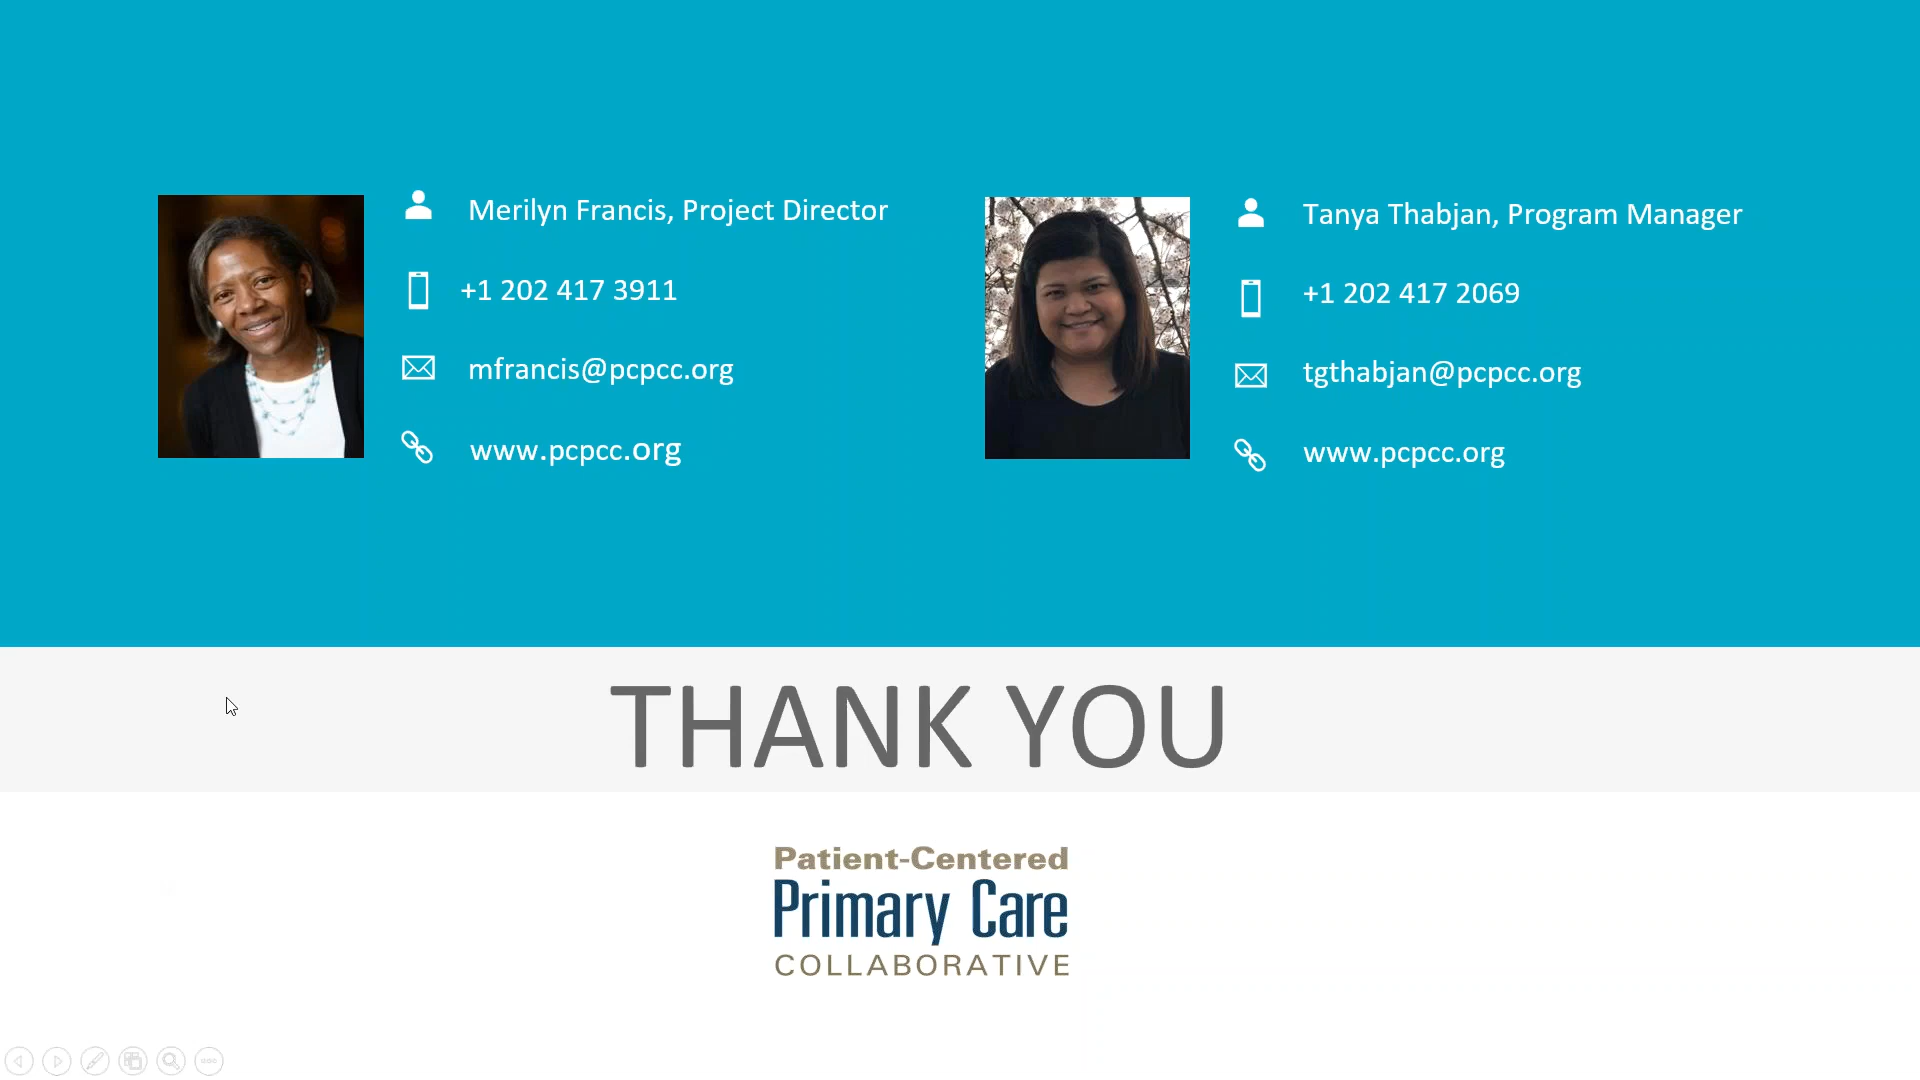 Merilyn Francis, Project Director
+1 202 417 3911
mfrancis@pcpcc.org
www.pcpcc.org
Tanya Thabjan, Program Manager
+1 202 417 2069
tgthabjan@pcpcc.org
www.pcpcc.org
THANK YOU
Patient-Centered
Primary Care
COLLABORATIVE